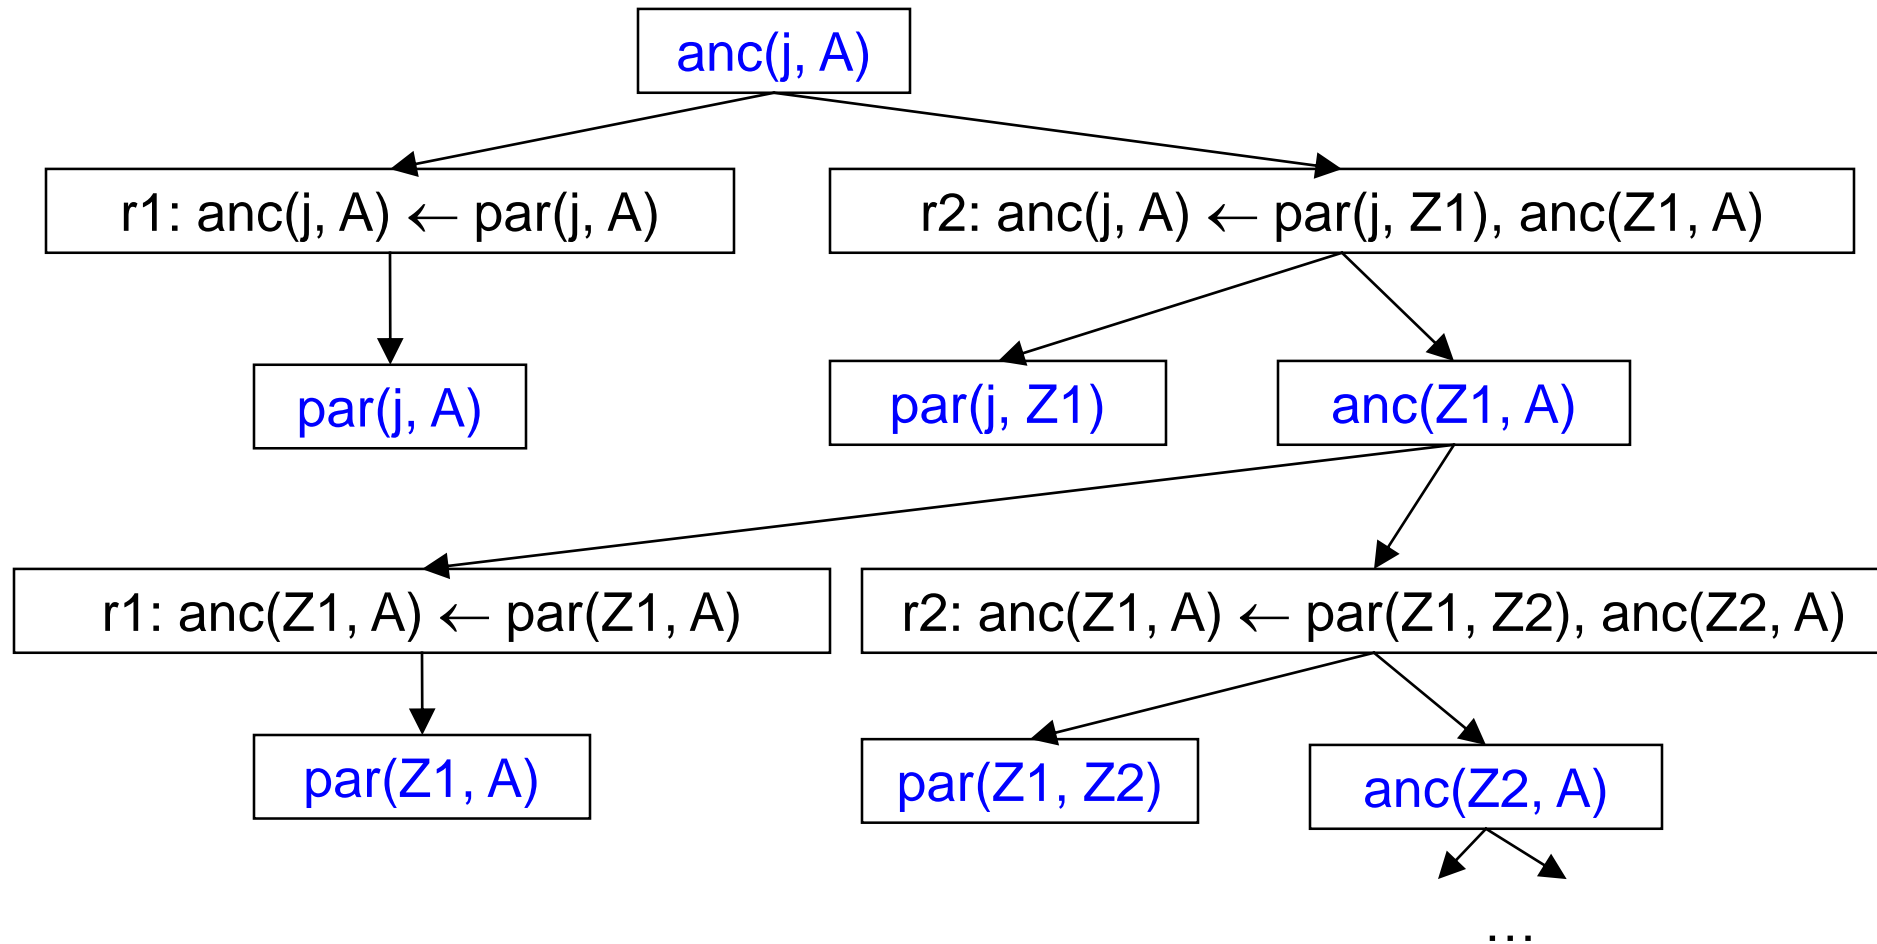 anc(j, A)
r1: anc(j, A) ← par(j, A)
r2: anc(j, A) ← par(j, Z1), anc(Z1, A)
par(j, A)
par(j, Z1)
anc(Z1, A)
r1: anc(Z1, A) ← par(Z1, A)
r2: anc(Z1, A) ← par(Z1, Z2), anc(Z2, A)
par(Z1, A)
par(Z1, Z2)
anc(Z2, A)
...